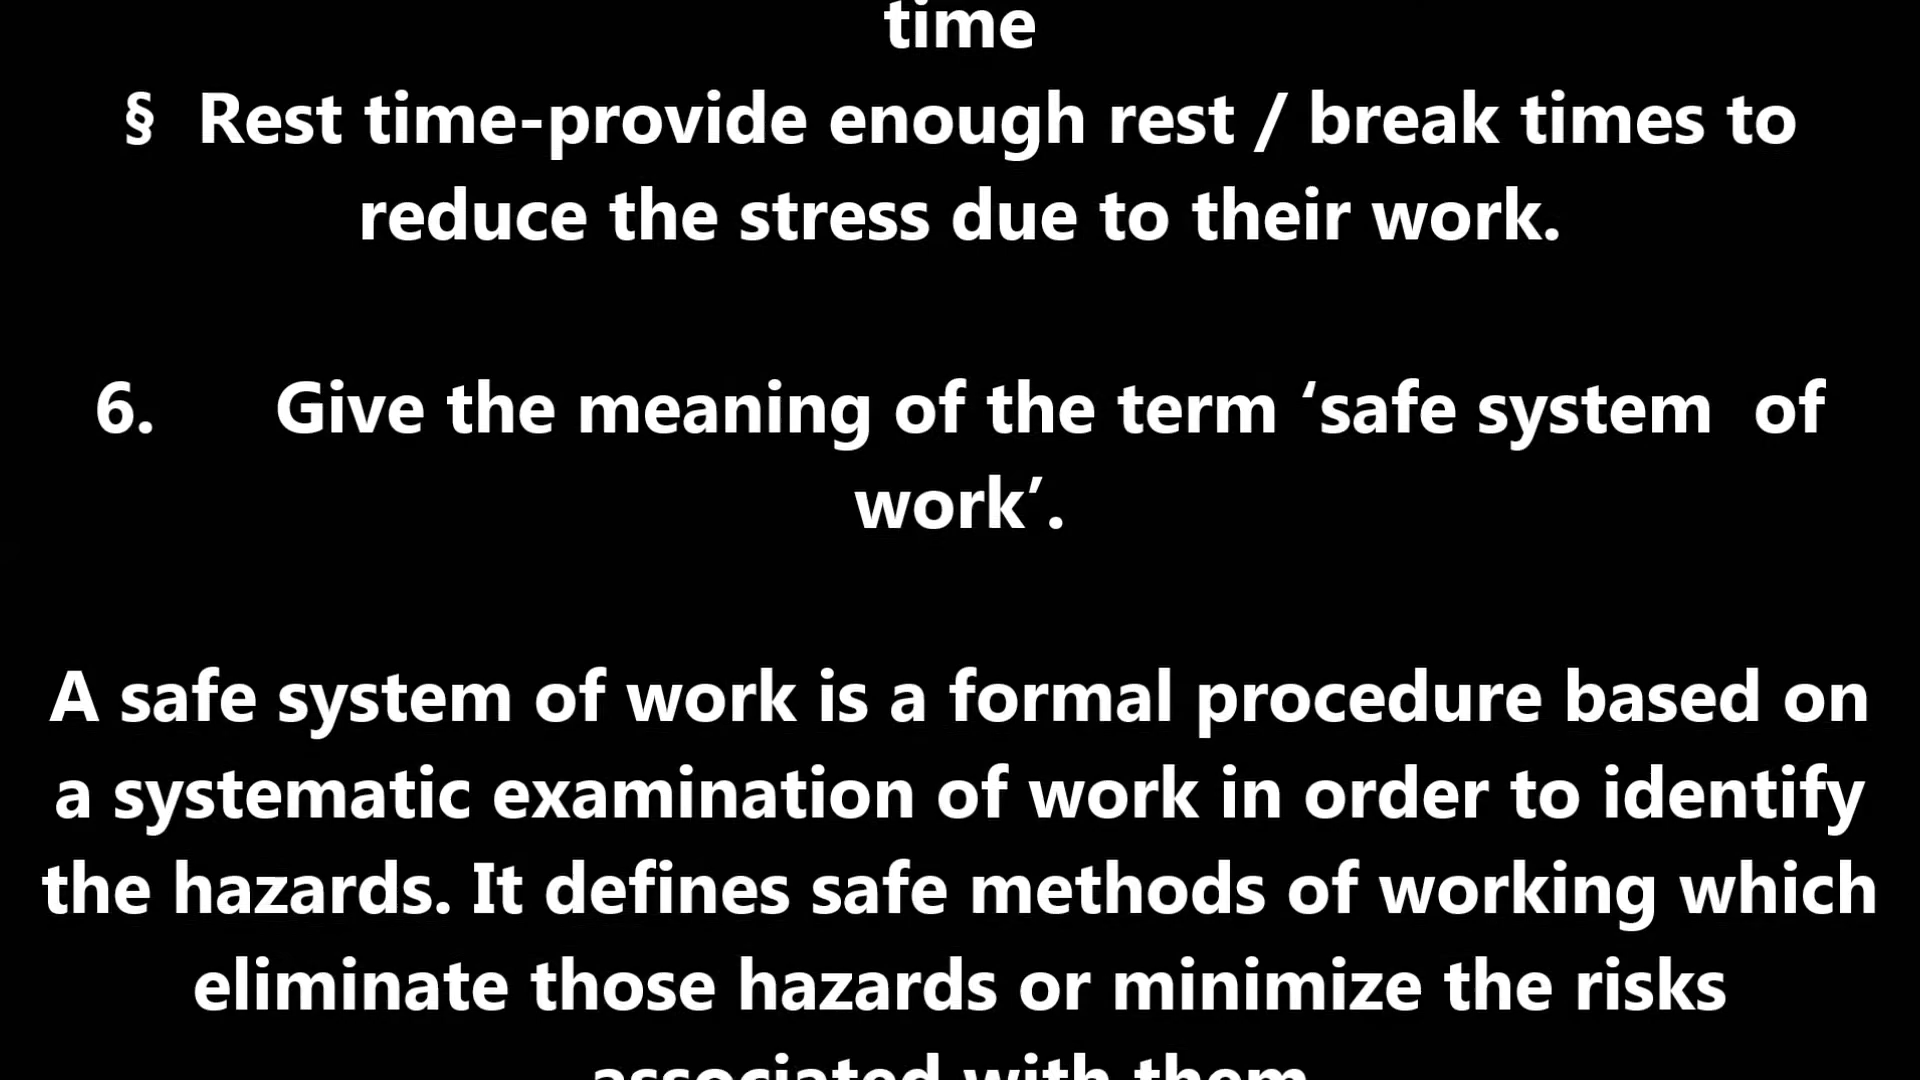 time
§ Rest time-provide enough rest / break times to
reduce the stress due to their work.
6. Give the meaning of the term ‘safe system of
work’.
A safe system of work is a formal procedure based on
a systematic examination of work in order to identify
the hazards. It defines safe methods of working which
eliminate those hazards or minimize the risks
associated with them